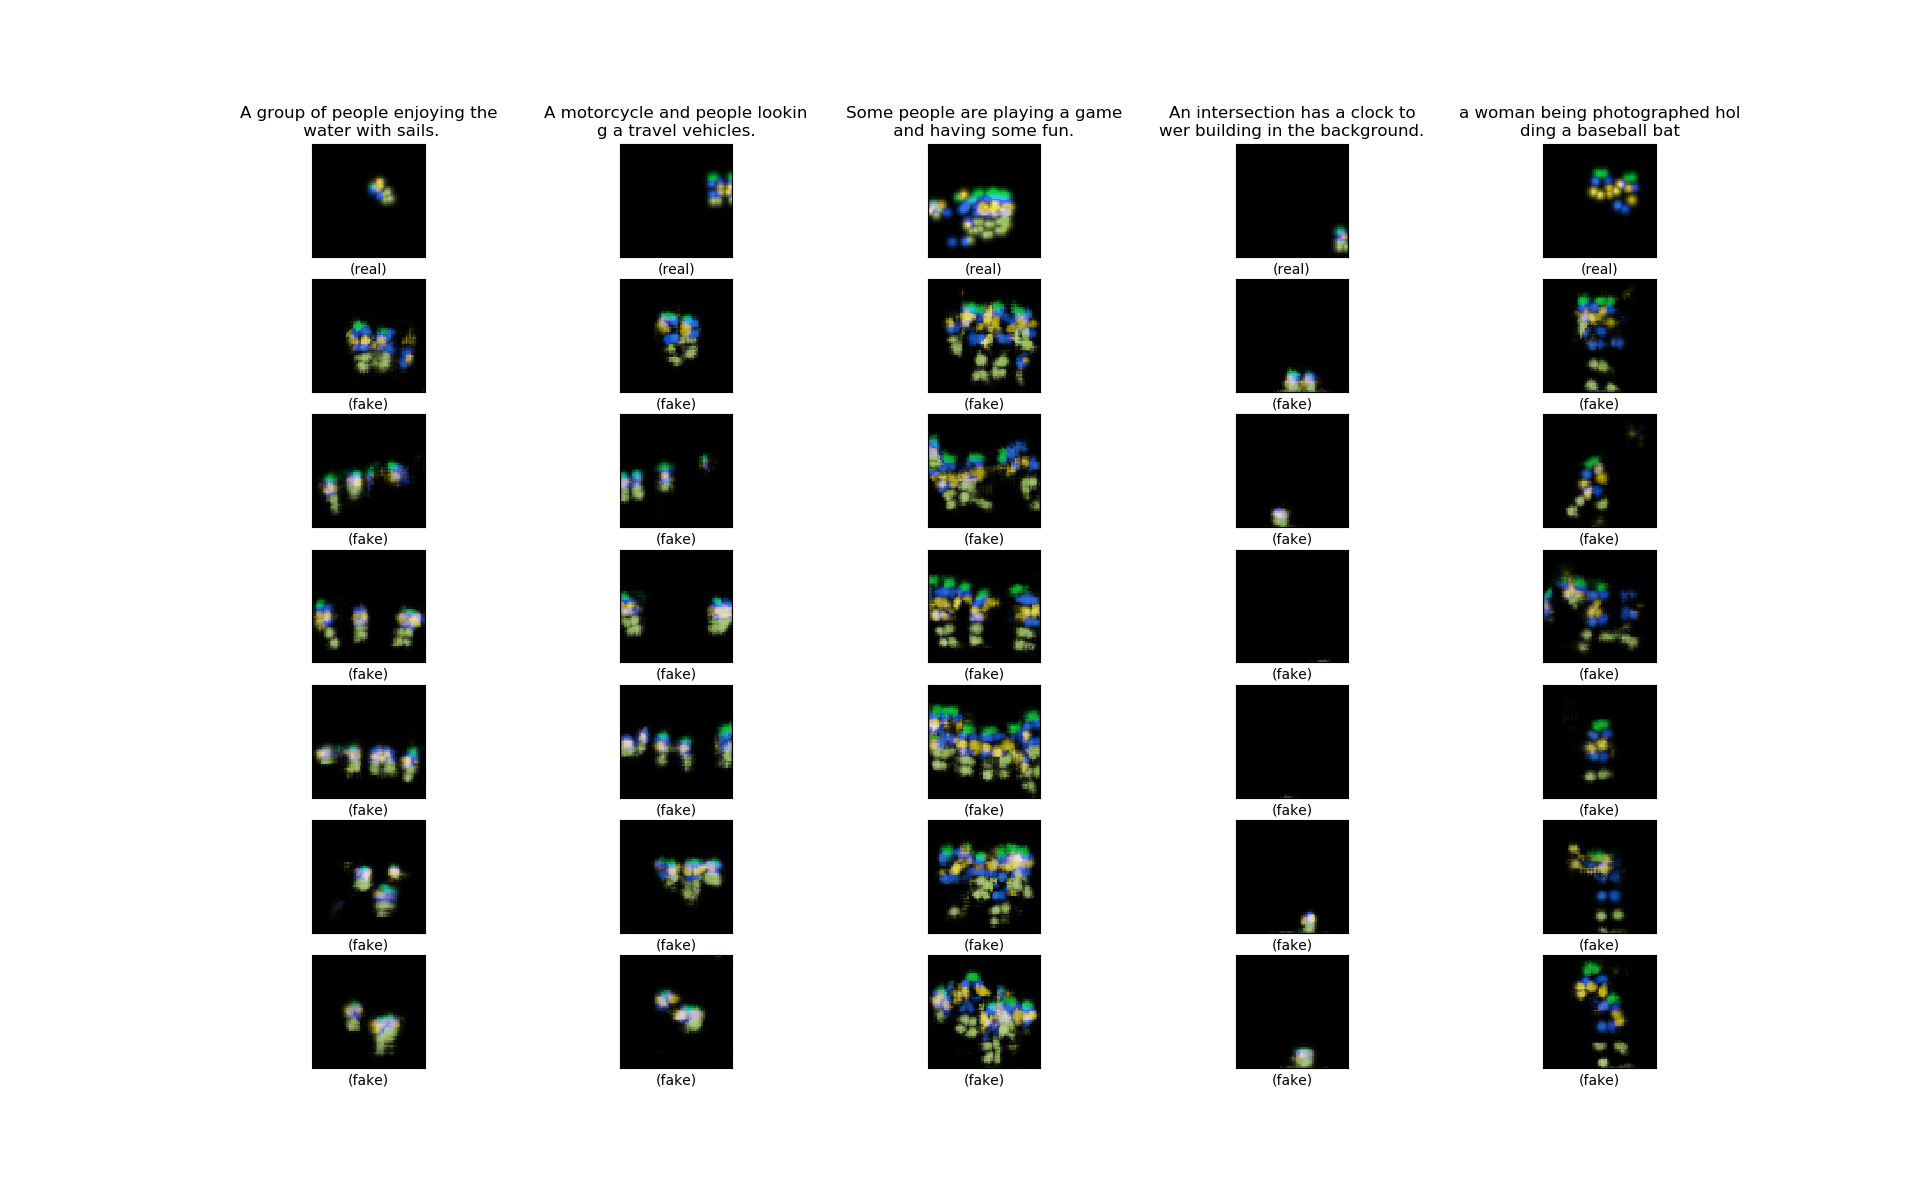 A group of people enjoying the
water with sails.
A motorcycle and people lookin
g a travel vehicles.
Some people are playing a game
and having some fun.
An intersection has a clock to
wer building in the background.
a woman being photographed hol
ding a baseball bat
(real) (real) (real) (real) (real)
(fake) (fake) (fake) (fake) (fake)
(fake) (fake) (fake) (fake) (fake)
(fake) (fake) (fake) (fake) (fake)
(fake) (fake) (fake) (fake) (fake)
(fake) (fake) (fake) (fake) (fake)
(fake) (fake) (fake) (fake) (fake)